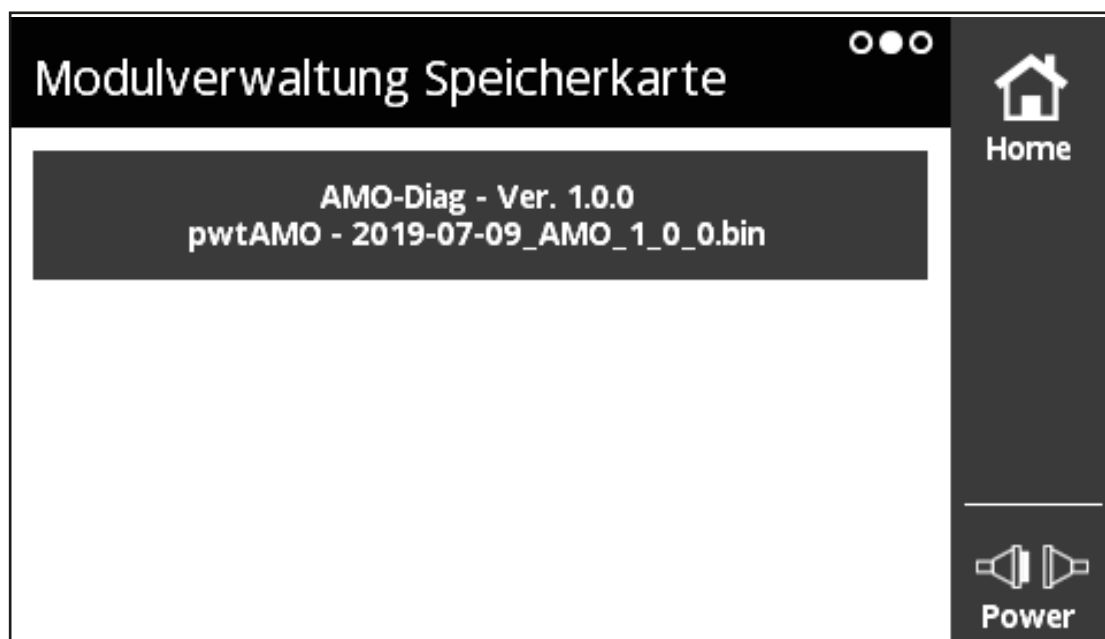 Modulverwaltung Speicherkarte
Home
AMO-Diag - Ver. 1.0.0
pwtAMO - 2019-07-09_AMO_1_0_0.bin
Power